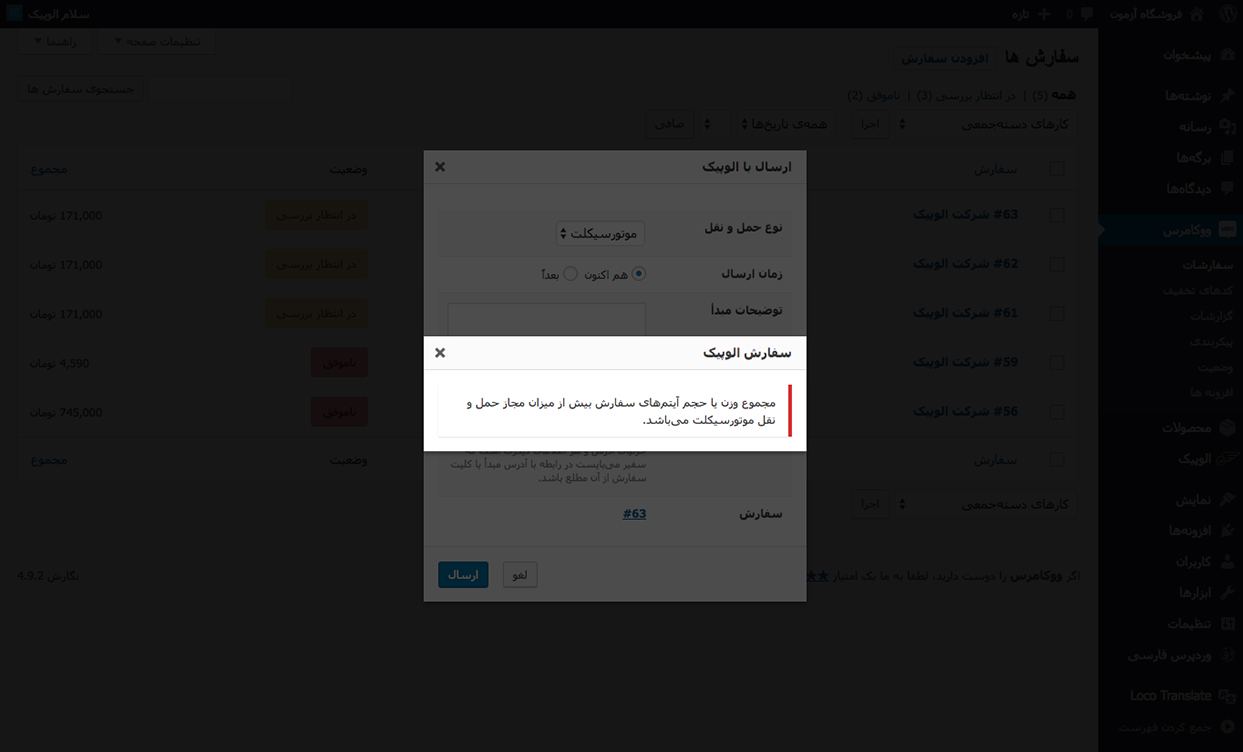 فروشگاه آزمون
0
تازه
سلام الوپیک
پیشخوان
نوشته‌ها
رسانه
برگه‌ها
دیدگاه‌ها
ووکامرس
سفارشات
کدهای تخفیف
گزارشات
پیکربندی
وضعیت
افزونه ها
محصولات
الوپیک
نمایش
افزونه‌ها
کاربران
ابزارها
تنظیمات
وردپرس فارسی
Loco Translate
جمع کردن فهرست
تنظیمات صفحه
راهنما
سفارش ها
افزودن سفارش
همه (5) | در انتظار بررسی (3) | ناموفق (2)
جستجوی سفارش ها
کارهای دسته‌جمعی
اجرا
همه‌ی تاریخ‌ها
صافی
سفارش
وضعیت
مجموع
#63 شرکت الوپیک
در انتظار بررسی
171,000 تومان
#62 شرکت الوپیک
در انتظار بررسی
171,000 تومان
#61 شرکت الوپیک
در انتظار بررسی
171,000 تومان
#59 شرکت الوپیک
ناموفق
4,590 تومان
#56 شرکت الوپیک
ناموفق
745,000 تومان
سفارش
وضعیت
مجموع
کارهای دسته‌جمعی
اجرا
اگر ووکامرس را دوست دارید، لطفا به ما یک امتیاز ★★
نگارش 4.9.2
ارسال با الوپیک
نوع حمل و نقل
موتورسیکلت
زمان ارسال
هم اکنون
بعداً
توضیحات مبدأ
سفارش الوپیک
مجموع وزن یا حجم آیتم‌های سفارش بیش از میزان مجاز حمل و
نقل موتورسیکلت می‌باشد.
سفیر می‌بایست در رابطه با آدرس مبدأ یا کلیت
سفارش از آن مطلع باشد.
سفارش
#63
لغو
ارسال